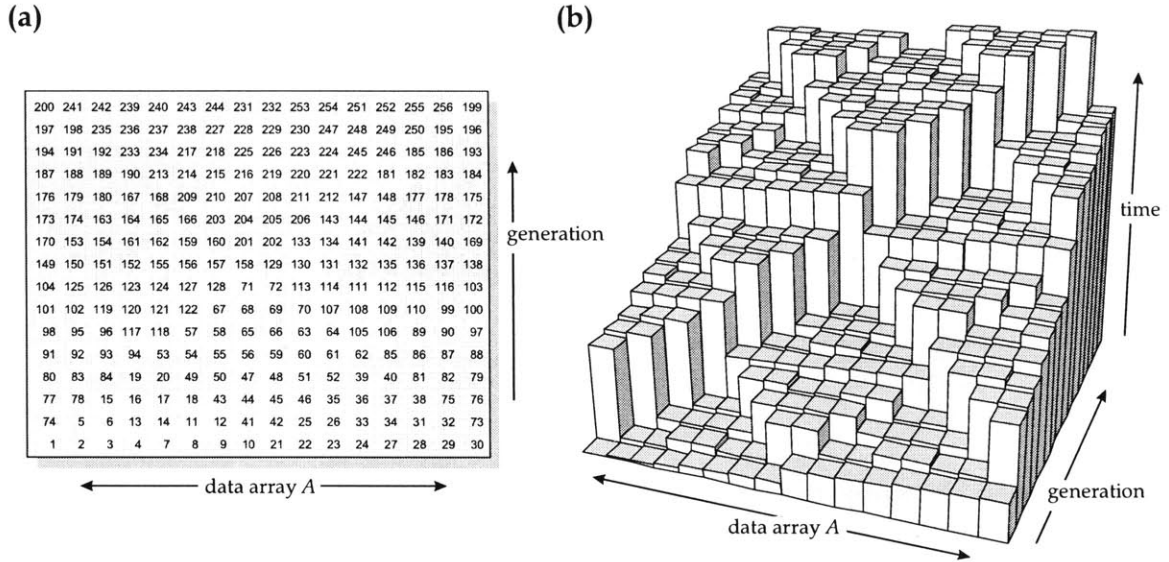 (a)
(b)
200 241 242 239 240 243 244 231 232 253 254 251 252 255 256 199
197 198 235 236 237 238 227 228 229 230 247 248 249 250 195 196
194 191 192 233 234 217 218 225 226 223 224 245 246 185 186 193
187 188 189 190 213 214 215 216 219 220 221 222 181 182 183 184
176 179 180 167 168 209 210 207 208 211 212 147 148 177 178 175
173 174 163 164 165 166 203 204 205 206 143 144 145 146 171 172
170 153 154 161 162 159 160 201 202 133 134 141 142 139 140 169
149 150 151 152 155 156 157 158 129 130 131 132 135 136 137 138
104 125 126 123 124 127 128 71 72 113 114 111 112 115 116 103
101 102 119 120 121 122 67 68 69 70 107 108 109 110 99 100
98 95 96 117 118 57 58 65 66 63 64 105 106 89 90 97
91 92 93 94 53 54 55 56 59 60 61 62 85 86 87 88
80 83 84 19 20 49 50 47 48 51 52 39 40 81 82 79
77 78 15 16 17 18 43 44 45 46 35 36 37 38 75 76
74 5 6 13 14 11 12 41 42 25 26 33 34 31 32 73
1 2 3 4 7 8 9 10 21 22 23 24 27 28 29 30
generation
data array A
time
generation
data array A